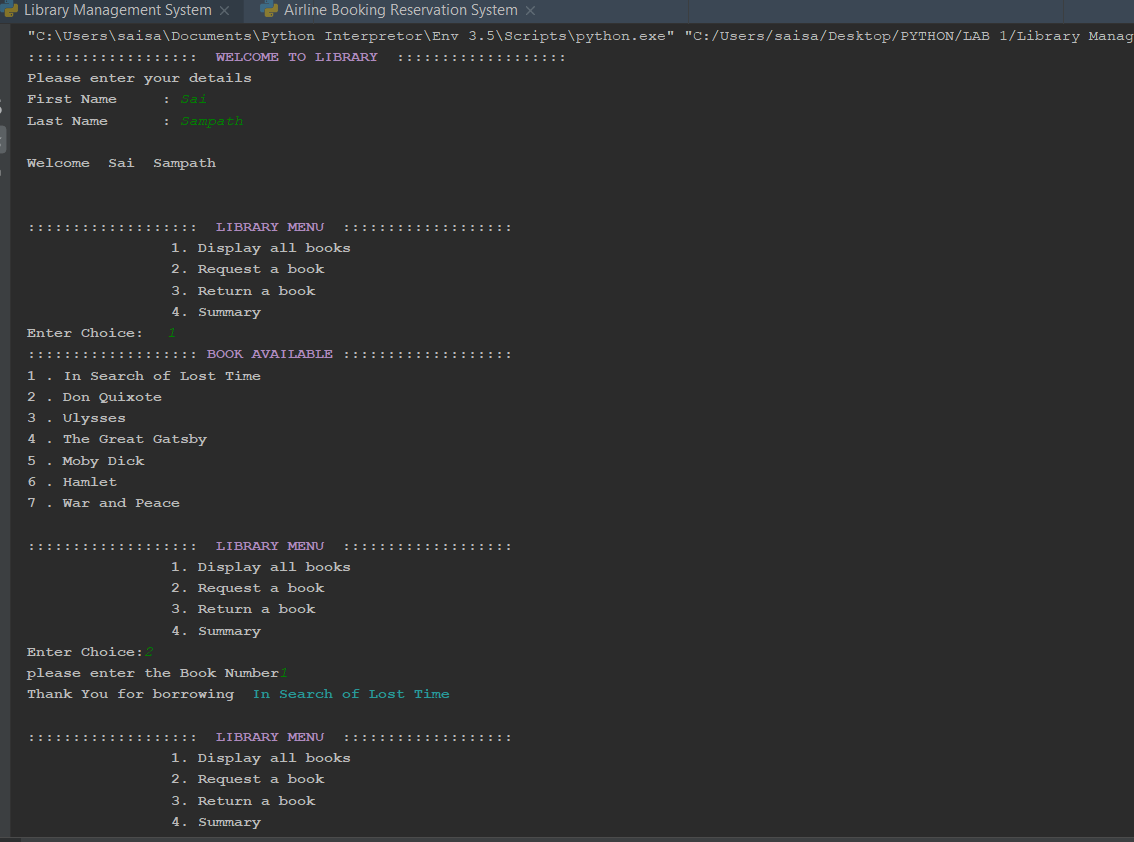 Library Management System × Airline Booking Reservation System ×
"C:\Users\saisa\Documents\Python Interpretor\Env 3.5\Scripts\python.exe" "C:/Users/saisa/Desktop/PYTHON/LAB 1/Library Manag
::::::::::::::::::: WELCOME TO LIBRARY :::::::::::::::::::
Please enter your details
First Name : Sai
Last Name : Sampath
Welcome Sai Sampath
::::::::::::::::::: LIBRARY MENU :::::::::::::::::::
1. Display all books
2. Request a book
3. Return a book
4. Summary
Enter Choice: 1
::::::::::::::::::: BOOK AVAILABLE :::::::::::::::::::
1 . In Search of Lost Time
2 . Don Quixote
3 . Ulysses
4 . The Great Gatsby
5 . Moby Dick
6 . Hamlet
7 . War and Peace
::::::::::::::::::: LIBRARY MENU :::::::::::::::::::
1. Display all books
2. Request a book
3. Return a book
4. Summary
Enter Choice:2
please enter the Book Number1
Thank You for borrowing In Search of Lost Time
::::::::::::::::::: LIBRARY MENU :::::::::::::::::::
1. Display all books
2. Request a book
3. Return a book
4. Summary